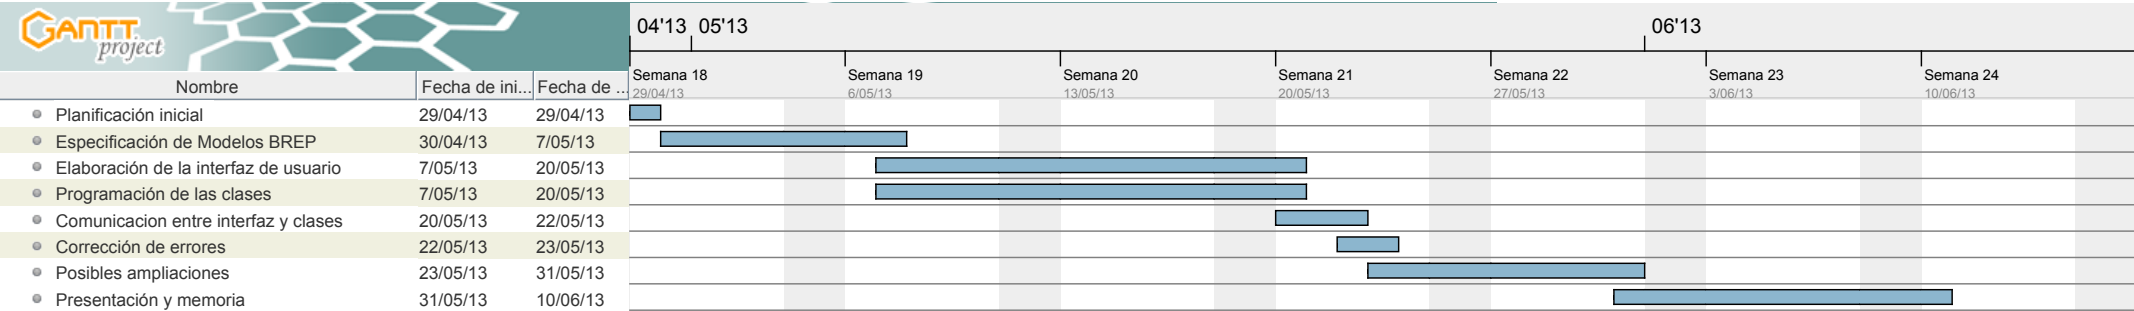 GANTT
project
04'13 05'13 06'13
Nombre Fecha de ini... Fecha de ...
Semana 18 Semana 19 Semana 20 Semana 21 Semana 22 Semana 23 Semana 24
29/04/13 6/05/13 13/05/13 20/05/13 27/05/13 3/06/13 10/06/13
Planificación inicial 29/04/13 29/04/13
Especificación de Modelos BREP 30/04/13 7/05/13
Elaboración de la interfaz de usuario 7/05/13 20/05/13
Programación de las clases 7/05/13 20/05/13
Comunicacion entre interfaz y clases 20/05/13 22/05/13
Corrección de errores 22/05/13 23/05/13
Posibles ampliaciones 23/05/13 31/05/13
Presentación y memoria 31/05/13 10/06/13